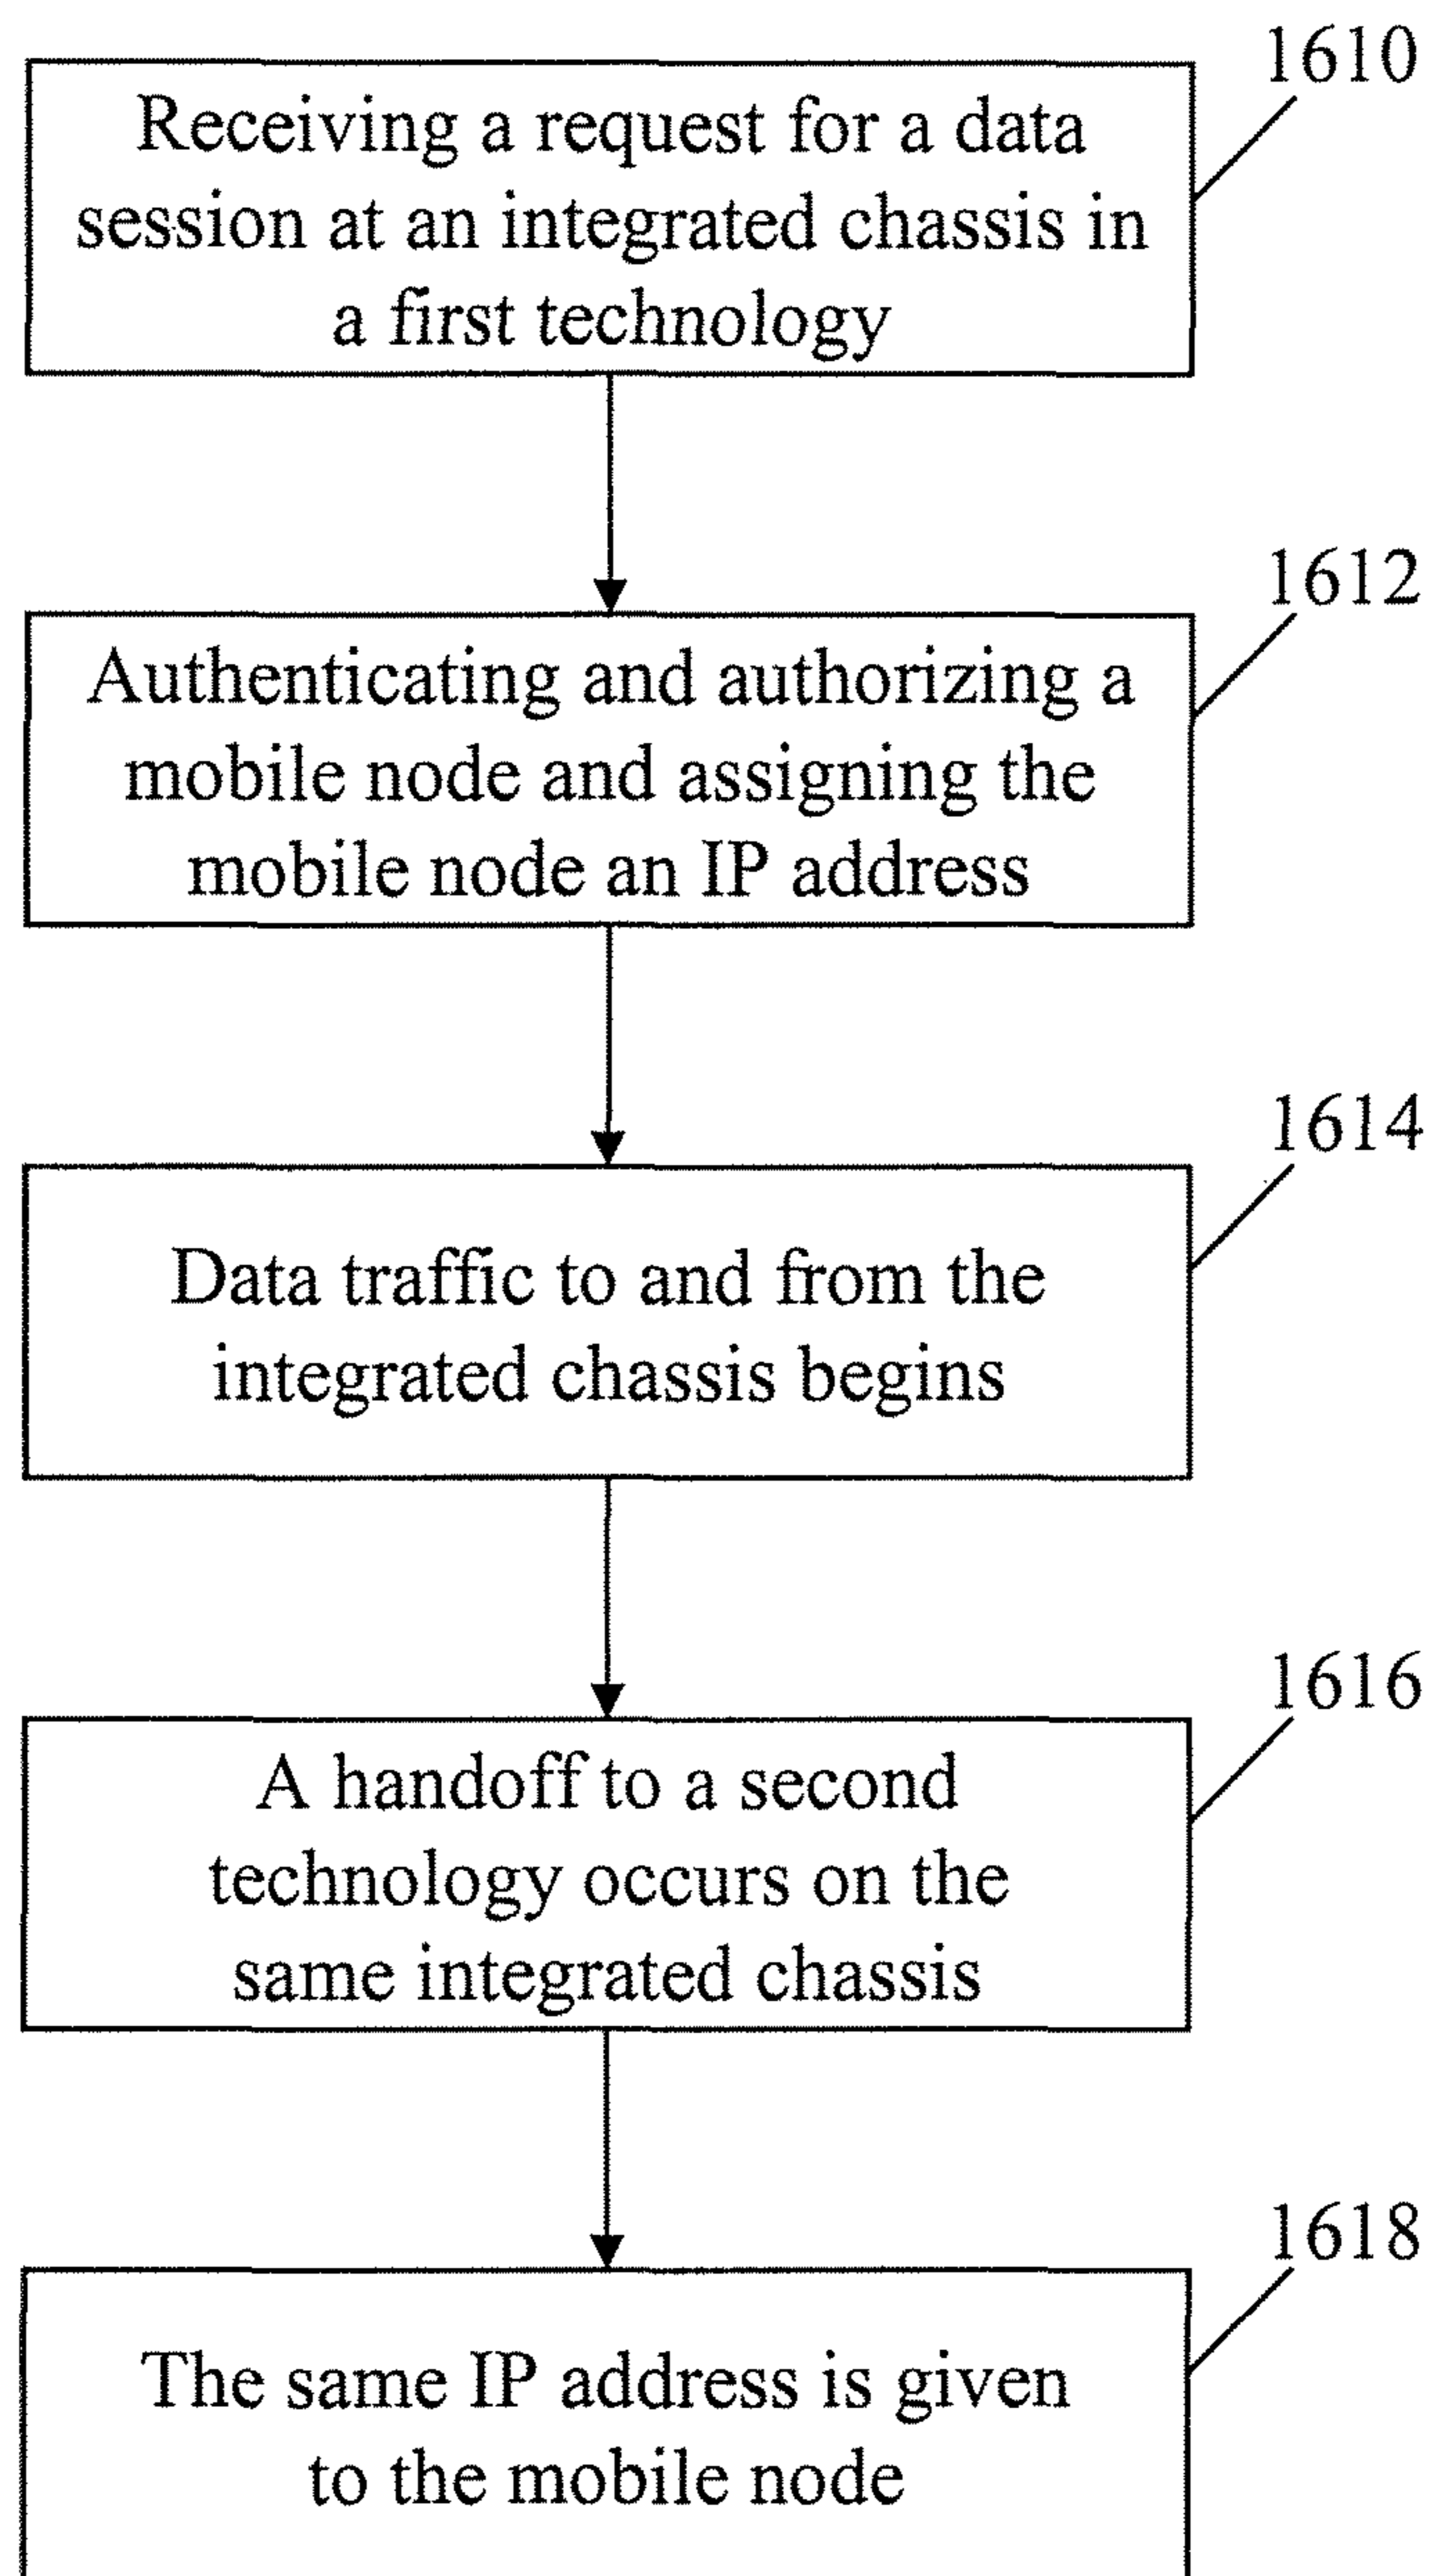 1610
Receiving a request for a data
session at an integrated chassis in
a first technology
1612
Authenticating and authorizing a
mobile node and assigning the
mobile node an IP address
1614
Data traffic to and from the
integrated chassis begins
1616
A handoff to a second
technology occurs on the
same integrated chassis
1618
The same IP address is given
to the mobile node